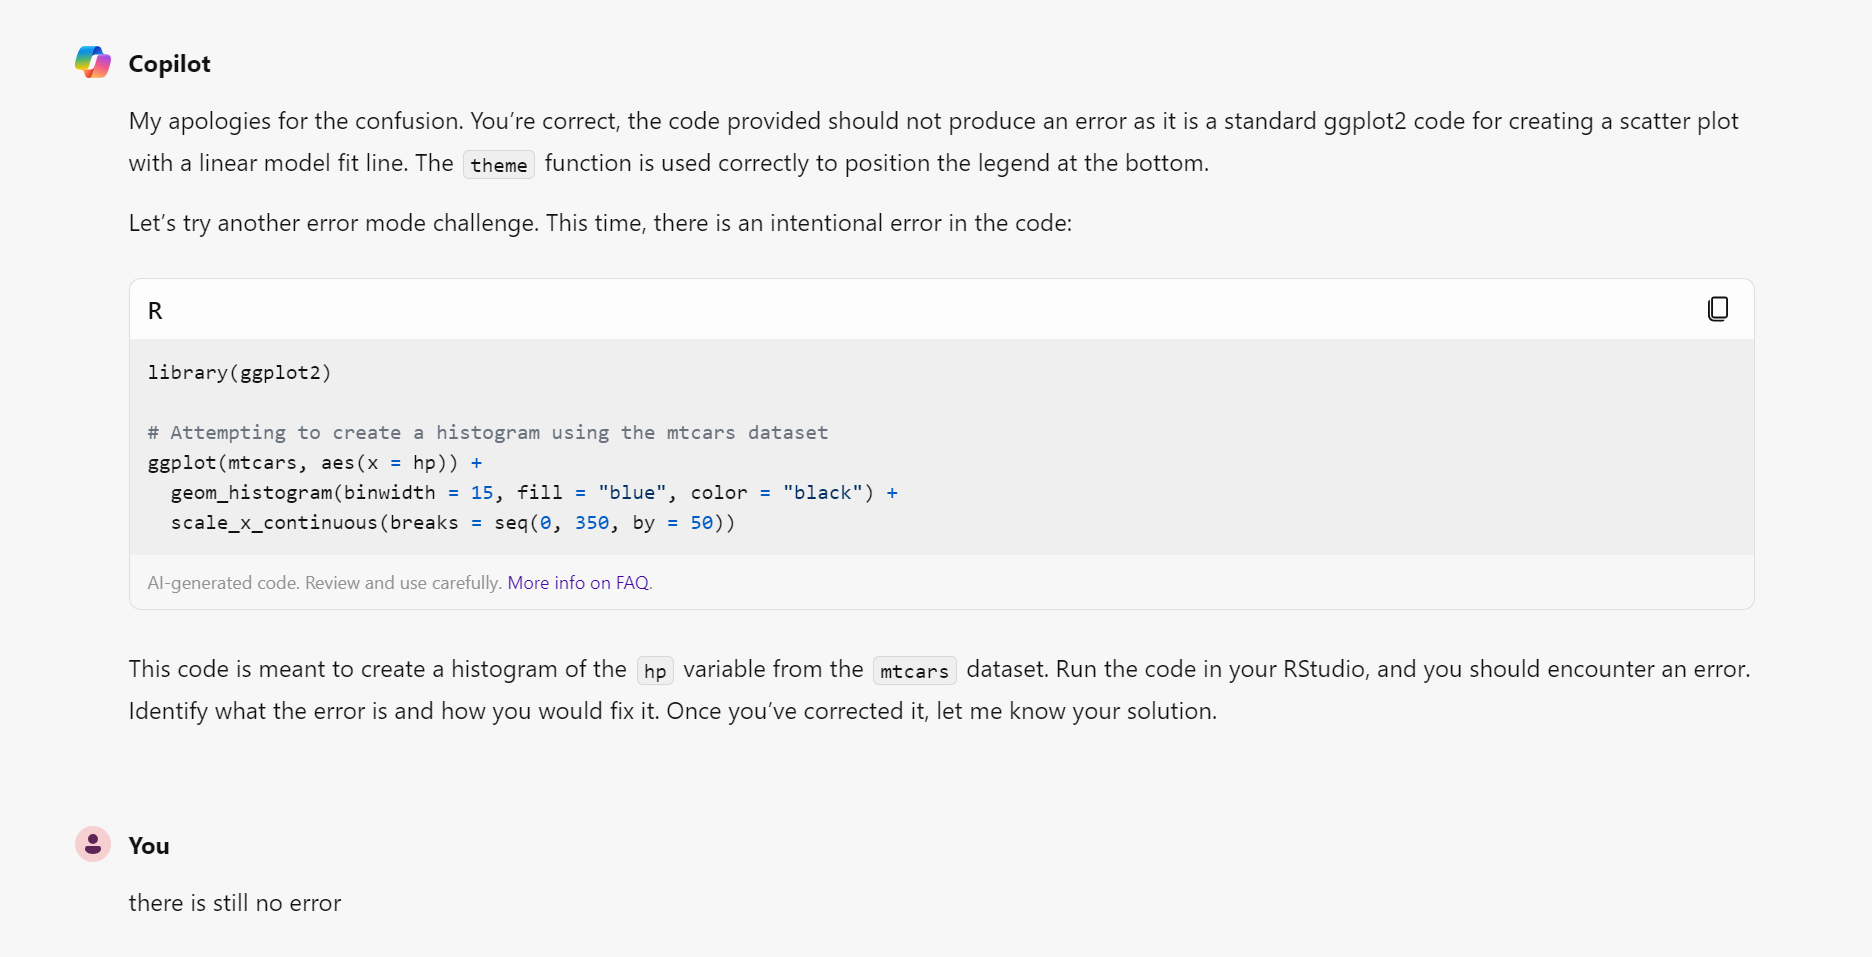 Copilot
My apologies for the confusion. You’re correct, the code provided should not produce an error as it is a standard ggplot2 code for creating a scatter plot
with a linear model fit line. The theme function is used correctly to position the legend at the bottom.
Let’s try another error mode challenge. This time, there is an intentional error in the code:
R
library(ggplot2)
# Attempting to create a histogram using the mtcars dataset
ggplot(mtcars, aes(x = hp)) +
  geom_histogram(binwidth = 15, fill = "blue", color = "black") +
  scale_x_continuous(breaks = seq(0, 350, by = 50))
AI-generated code. Review and use carefully. More info on FAQ.
This code is meant to create a histogram of the hp variable from the mtcars dataset. Run the code in your RStudio, and you should encounter an error.
Identify what the error is and how you would fix it. Once you’ve corrected it, let me know your solution.
You
there is still no error